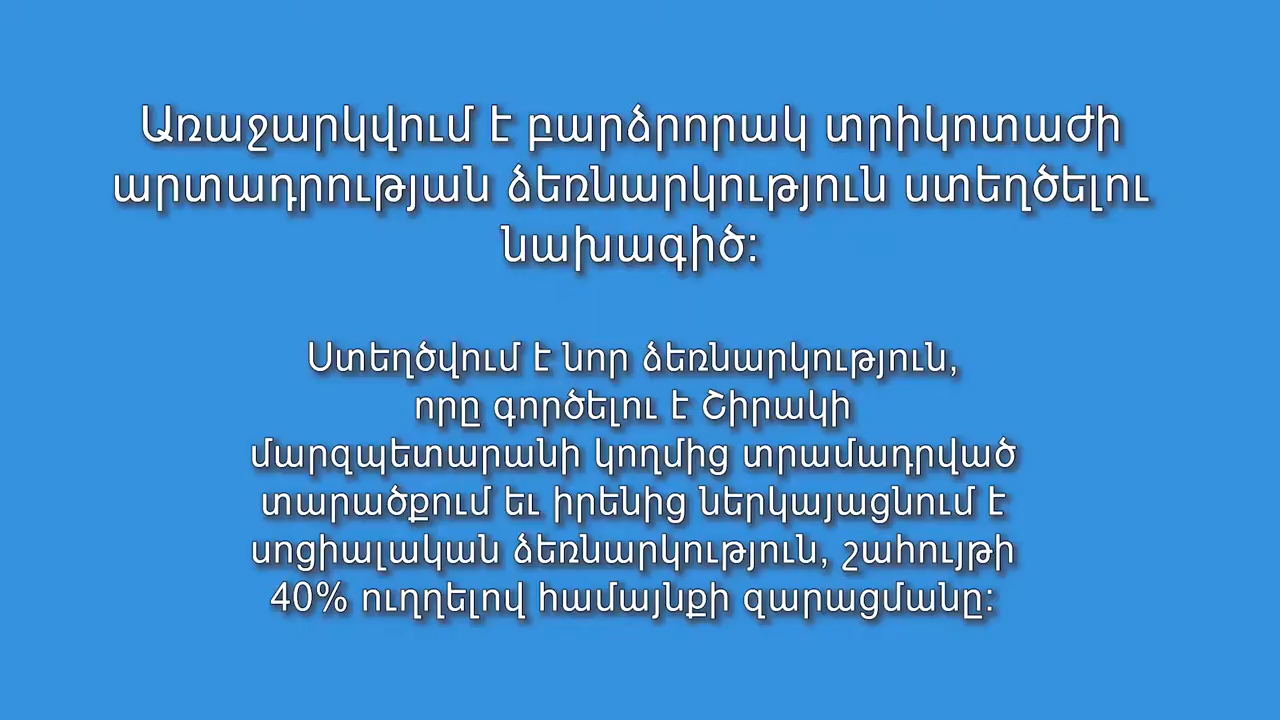 Առաջարկվում է բարձրորակ տրիկոտաժի
արտադրության ձեռնարկություն ստեղծելու
նախագիծ:
Ստեղծվում է նոր ձեռնարկություն,
որը գործելու է Շիրակի
մարզպետարանի կողմից տրամադրված
տարածքում եւ իրենից ներկայացնում է
սոցիալական ձեռնարկություն, շահույթի
40% ուղղելով համայնքի զարացմանը: